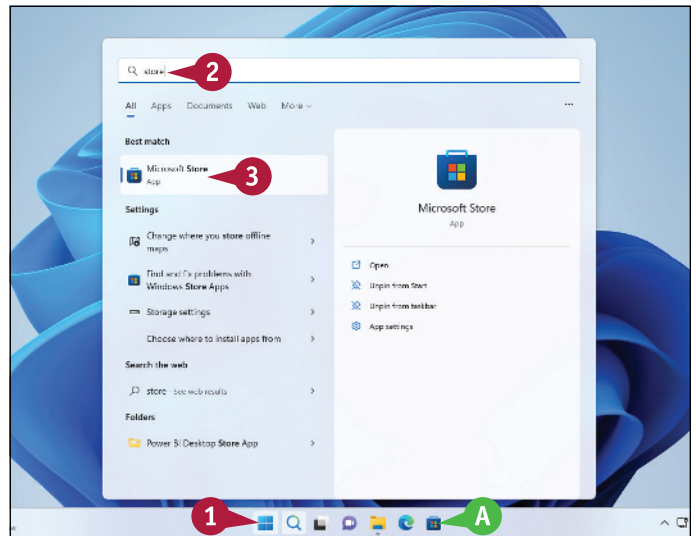 store
2
All Apps Documents Web More
Best match
Microsoft Store
App
3
Settings
Change where you store offline
maps
Find and fix problems with
Windows Store Apps
Storage settings
Choose where to install apps from
Search the web
store - See web results
Folders
Power BI Desktop Store App
Microsoft Store
App
Open
Unpin from Start
Unpin from taskbar
App settings
1
A